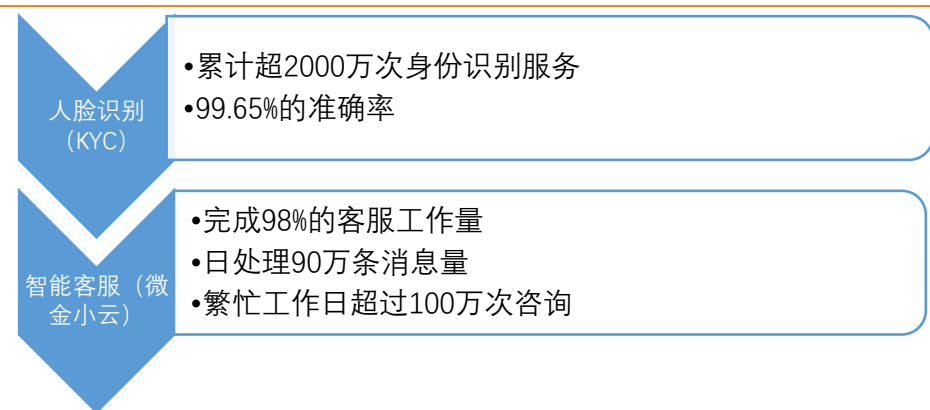 人脸识别
（KYC）
•累计超2000万次身份识别服务
•99.65%的准确率
智能客服（微
金小云）
•完成98%的客服工作量
•日处理90万条消息量
•繁忙工作日超过100万次咨询